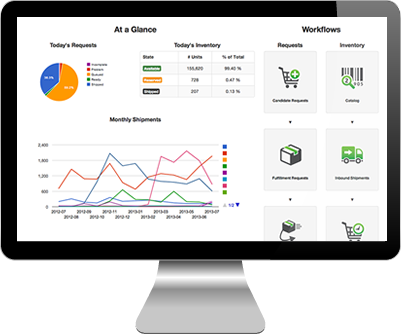 At a Glance
Workflows
Today's Requests
Today's Inventory
Requests
Inventory
Incomplete
Problem
Queued
Ready
Shipped
State
# Units
% of Total
Available
155,820
99.40 %
Reserved
728
0.47 %
Shipped
207
0.13 %
Candidate Requests
Catalog
Monthly Shipments
2,400
1,800
1,200
600
0
1/2
2012-07
2012-09
2012-11
2013-01
2013-03
2013-05
2013-07
2012-08
2012-10
2012-12
2013-02
2013-04
2013-06
Fulfillment Requests
Inbound Shipments